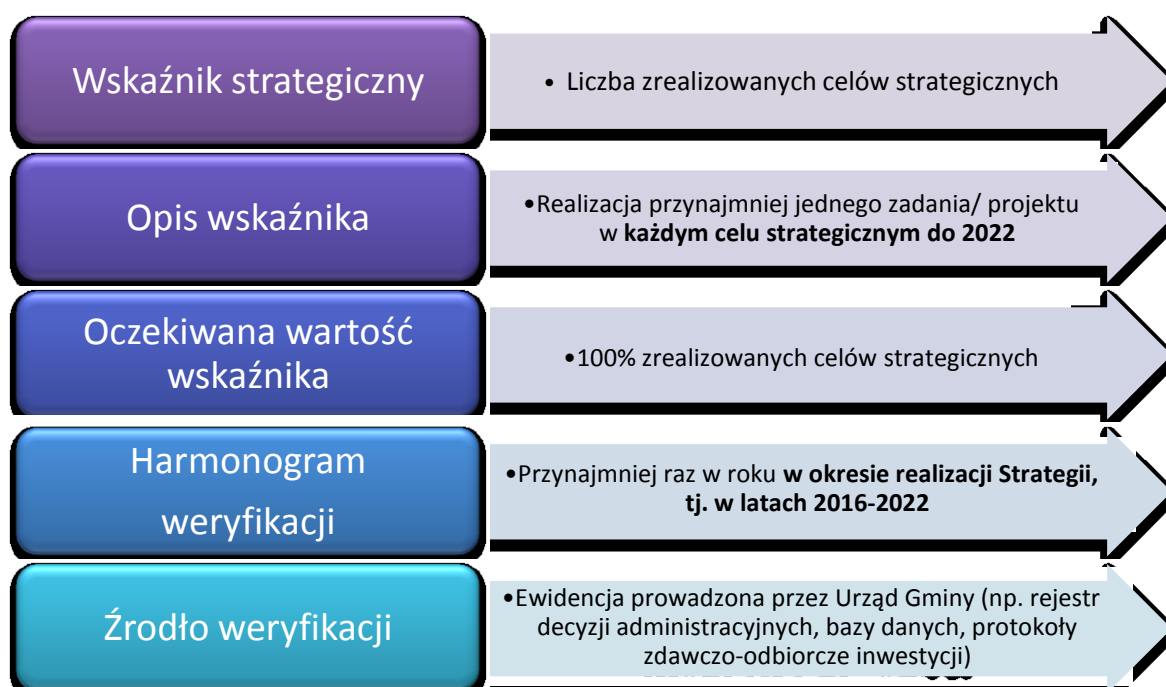 Wskaźnik strategiczny
• Liczba zrealizowanych celów strategicznych
Opis wskaźnika
•Realizacja przynajmniej jednego zadania/ projektu
w każdym celu strategicznym do 2022
Oczekiwana wartość
wskaźnika
•100% zrealizowanych celów strategicznych
Harmonogram
weryfikacji
•Przynajmniej raz w roku w okresie realizacji Strategii,
tj. w latach 2016-2022
Źrodło weryfikacji
•Ewidencja prowadzona przez Urząd Gminy (np. rejestr
decyzji administracyjnych, bazy danych, protokoły
zdawczo-odbiorcze inwestycji)